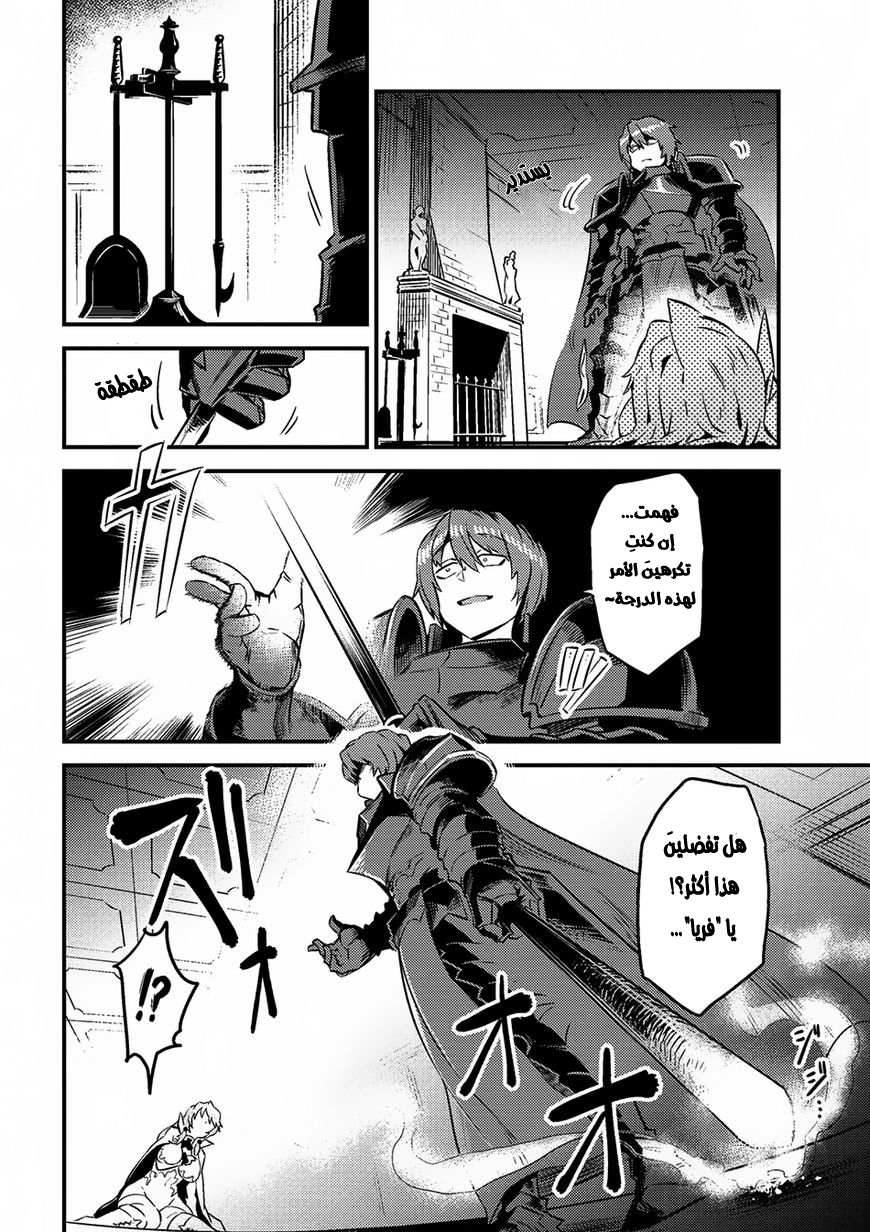 يستدير
طقطقة
فهمت...
إن كنتِ
تكرهينَ الأمر
لهذه الدرجة~
هل تفضلينَ
هذا أكثر؟!
يا "فريا"...
ズ
オ
オ
オ
!?